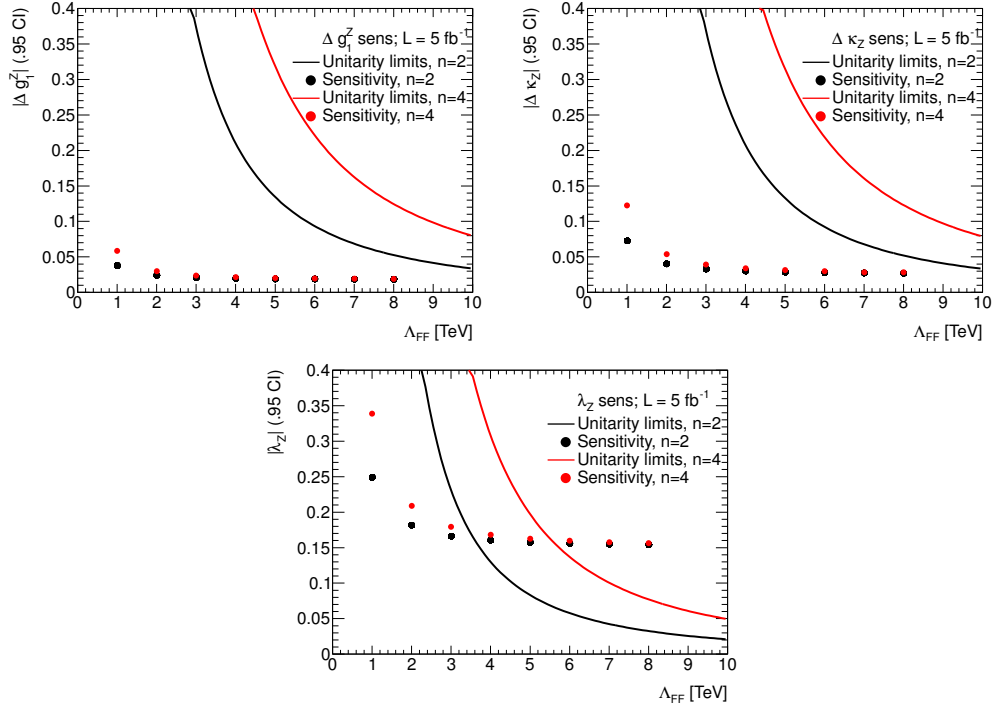 |Δ g₁ᶻ| (.95 CI)
0.4
0.35
0.3
0.25
0.2
0.15
0.1
0.05
0
Δ g₁ᶻ sens; L = 5 fb⁻¹
Unitarity limits, n=2
Sensitivity, n=2
Unitarity limits, n=4
Sensitivity, n=4
0 1 2 3 4 5 6 7 8 9 10
Λ_FF [TeV]
|Δ κ_Z| (.95 CI)
0.4
0.35
0.3
0.25
0.2
0.15
0.1
0.05
0
Δ κ_Z sens; L = 5 fb⁻¹
Unitarity limits, n=2
Sensitivity, n=2
Unitarity limits, n=4
Sensitivity, n=4
0 1 2 3 4 5 6 7 8 9 10
Λ_FF [TeV]
|λ_Z| (.95 CI)
0.4
0.35
0.3
0.25
0.2
0.15
0.1
0.05
0
λ_Z sens; L = 5 fb⁻¹
Unitarity limits, n=2
Sensitivity, n=2
Unitarity limits, n=4
Sensitivity, n=4
0 1 2 3 4 5 6 7 8 9 10
Λ_FF [TeV]